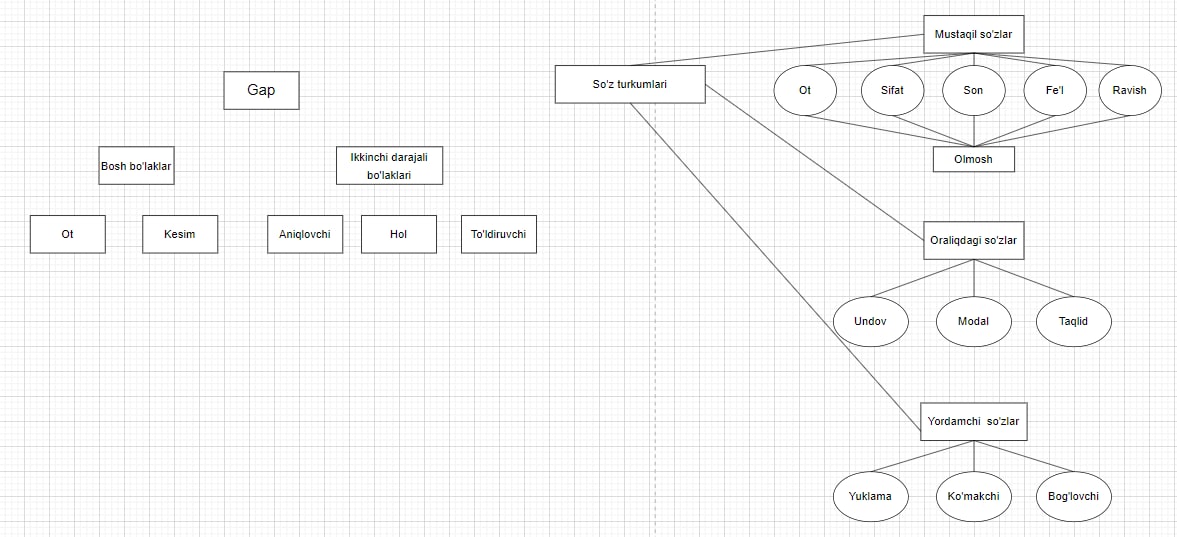 Gap
Bosh bo'laklar
Ikkinchi darajali
bo'laklari
Ot
Kesim
Aniqlovchi
Hol
To'ldiruvchi
So'z turkumlari
Mustaqil so'zlar
Ot
Sifat
Son
Fe'l
Ravish
Olmosh
Oraliqdagi so'zlar
Undov
Modal
Taqlid
Yordamchi  so'zlar
Yuklama
Ko'makchi
Bog'lovchi